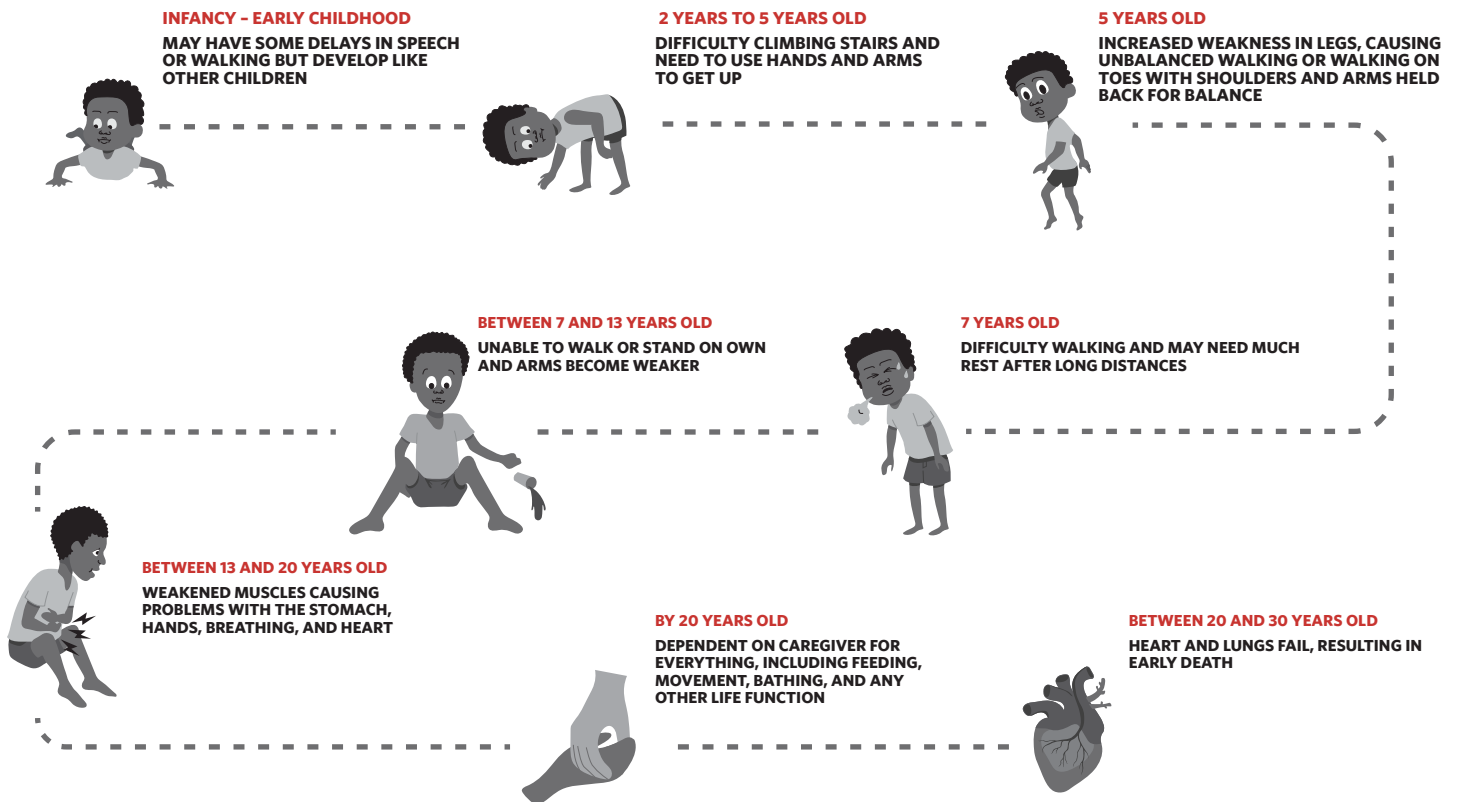 INFANCY – EARLY CHILDHOOD
MAY HAVE SOME DELAYS IN SPEECH
OR WALKING BUT DEVELOP LIKE
OTHER CHILDREN
2 YEARS TO 5 YEARS OLD
DIFFICULTY CLIMBING STAIRS AND
NEED TO USE HANDS AND ARMS
TO GET UP
5 YEARS OLD
INCREASED WEAKNESS IN LEGS, CAUSING
UNBALANCED WALKING OR WALKING ON
TOES WITH SHOULDERS AND ARMS HELD
BACK FOR BALANCE
7 YEARS OLD
DIFFICULTY WALKING AND MAY NEED MUCH
REST AFTER LONG DISTANCES
BETWEEN 7 AND 13 YEARS OLD
UNABLE TO WALK OR STAND ON OWN
AND ARMS BECOME WEAKER
BETWEEN 13 AND 20 YEARS OLD
WEAKENED MUSCLES CAUSING
PROBLEMS WITH THE STOMACH,
HANDS, BREATHING, AND HEART
BY 20 YEARS OLD
DEPENDENT ON CAREGIVER FOR
EVERYTHING, INCLUDING FEEDING,
MOVEMENT, BATHING, AND ANY
OTHER LIFE FUNCTION
BETWEEN 20 AND 30 YEARS OLD
HEART AND LUNGS FAIL, RESULTING IN
EARLY DEATH